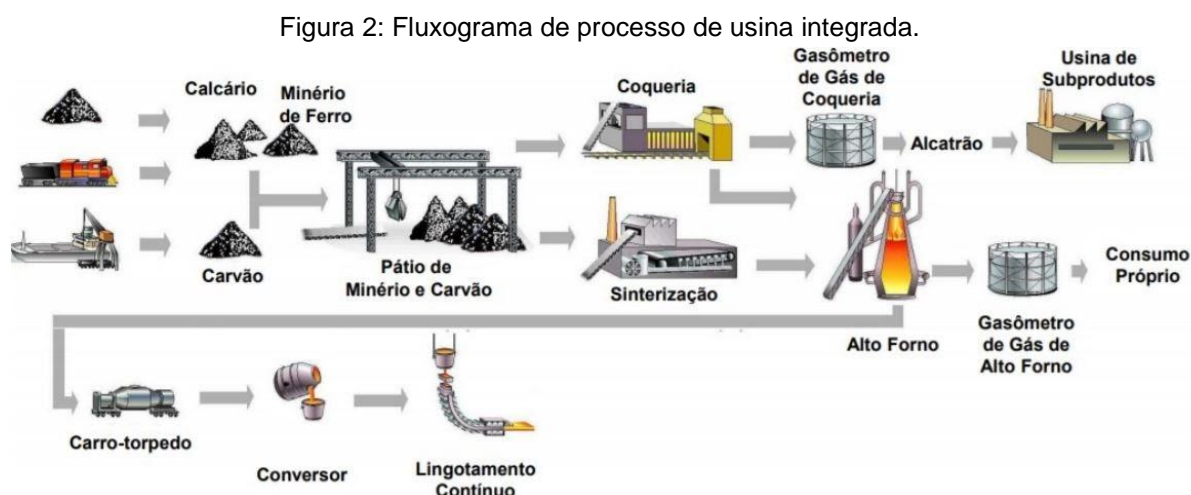 Figura 2: Fluxograma de processo de usina integrada.
Calcário
Minério
de Ferro
Carvão
Pátio de
Minério e Carvão
Coqueria
Sinterização
Gasômetro
de Gás de
Coqueria
Alcatrão
Usina de
Subprodutos
Alto Forno
Gasômetro
de Gás de
Alto Forno
Consumo
Próprio
Carro-torpedo
Conversor
Lingotamento
Contínuo